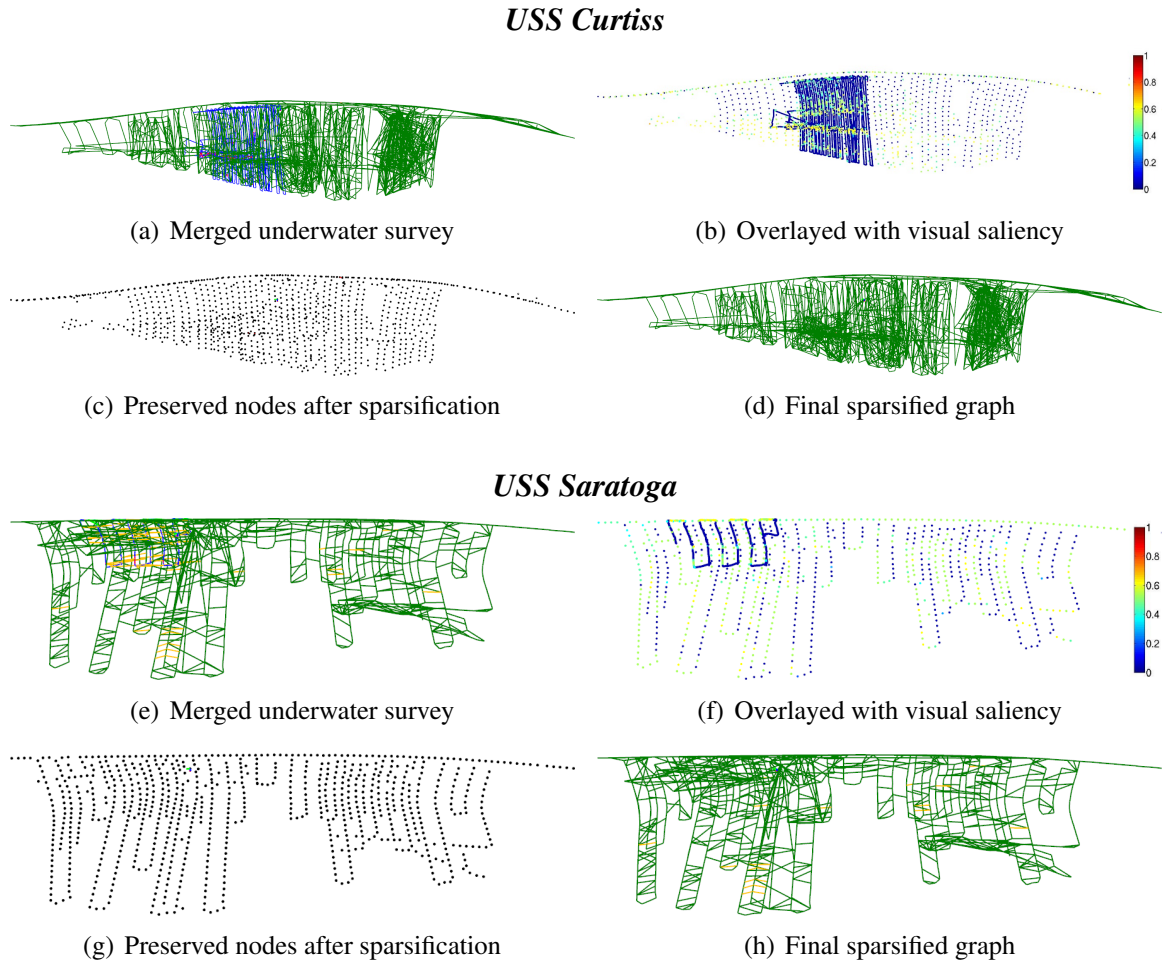 USS Curtiss
1
0.8
0.6
0.4
0.2
0
(a) Merged underwater survey
(b) Overlayed with visual saliency
(c) Preserved nodes after sparsification
(d) Final sparsified graph
USS Saratoga
1
0.8
0.6
0.4
0.2
0
(e) Merged underwater survey
(f) Overlayed with visual saliency
(g) Preserved nodes after sparsification
(h) Final sparsified graph